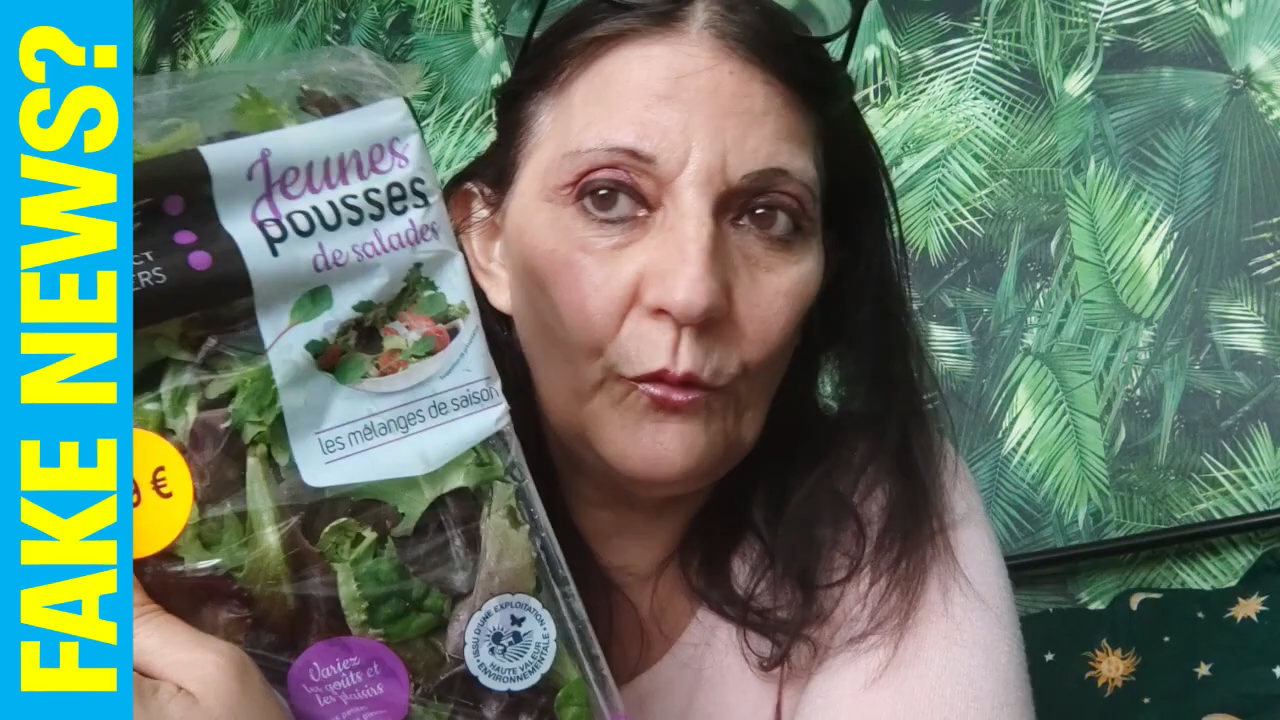 FAKE NEWS?
Jeunes
pousses
de salades
les mélanges de saison
€
ISSU D'UNE EXPLOITATION
HAUTE VALEUR
ENVIRONNEMENTALE
Variez
les goûts et
les plaisirs